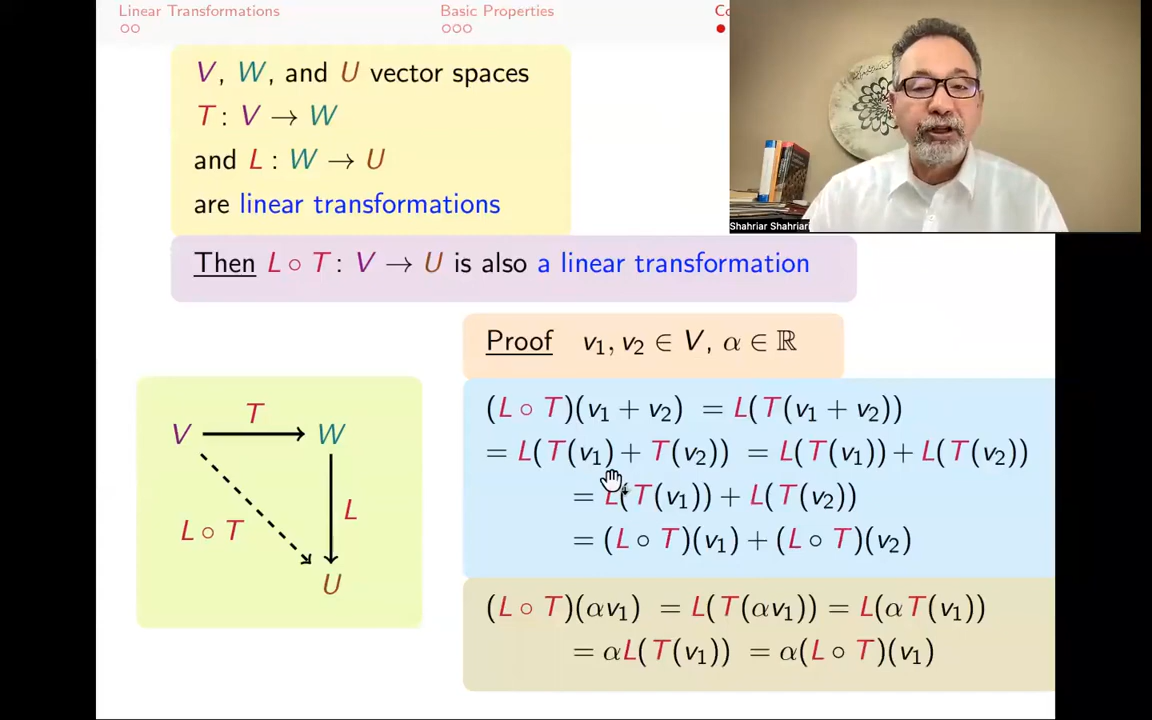 Linear Transformations
Basic Properties
V, W, and U vector spaces
T: V → W
and L: W → U
are linear transformations
Then L ∘ T: V → U is also a linear transformation
Shahriar Shahriari
Proof v₁, v₂ ∈ V, α ∈ ℝ
(L ∘ T)(v₁ + v₂) = L(T(v₁ + v₂))
= L(T(v₁) + T(v₂)) = L(T(v₁)) + L(T(v₂))
= L(T(v₁)) + L(T(v₂))
= (L ∘ T)(v₁) + (L ∘ T)(v₂)
(L ∘ T)(αv₁) = L(T(αv₁)) = L(αT(v₁))
= αL(T(v₁)) = α(L ∘ T)(v₁)
T
V
W
L ∘ T
L
U